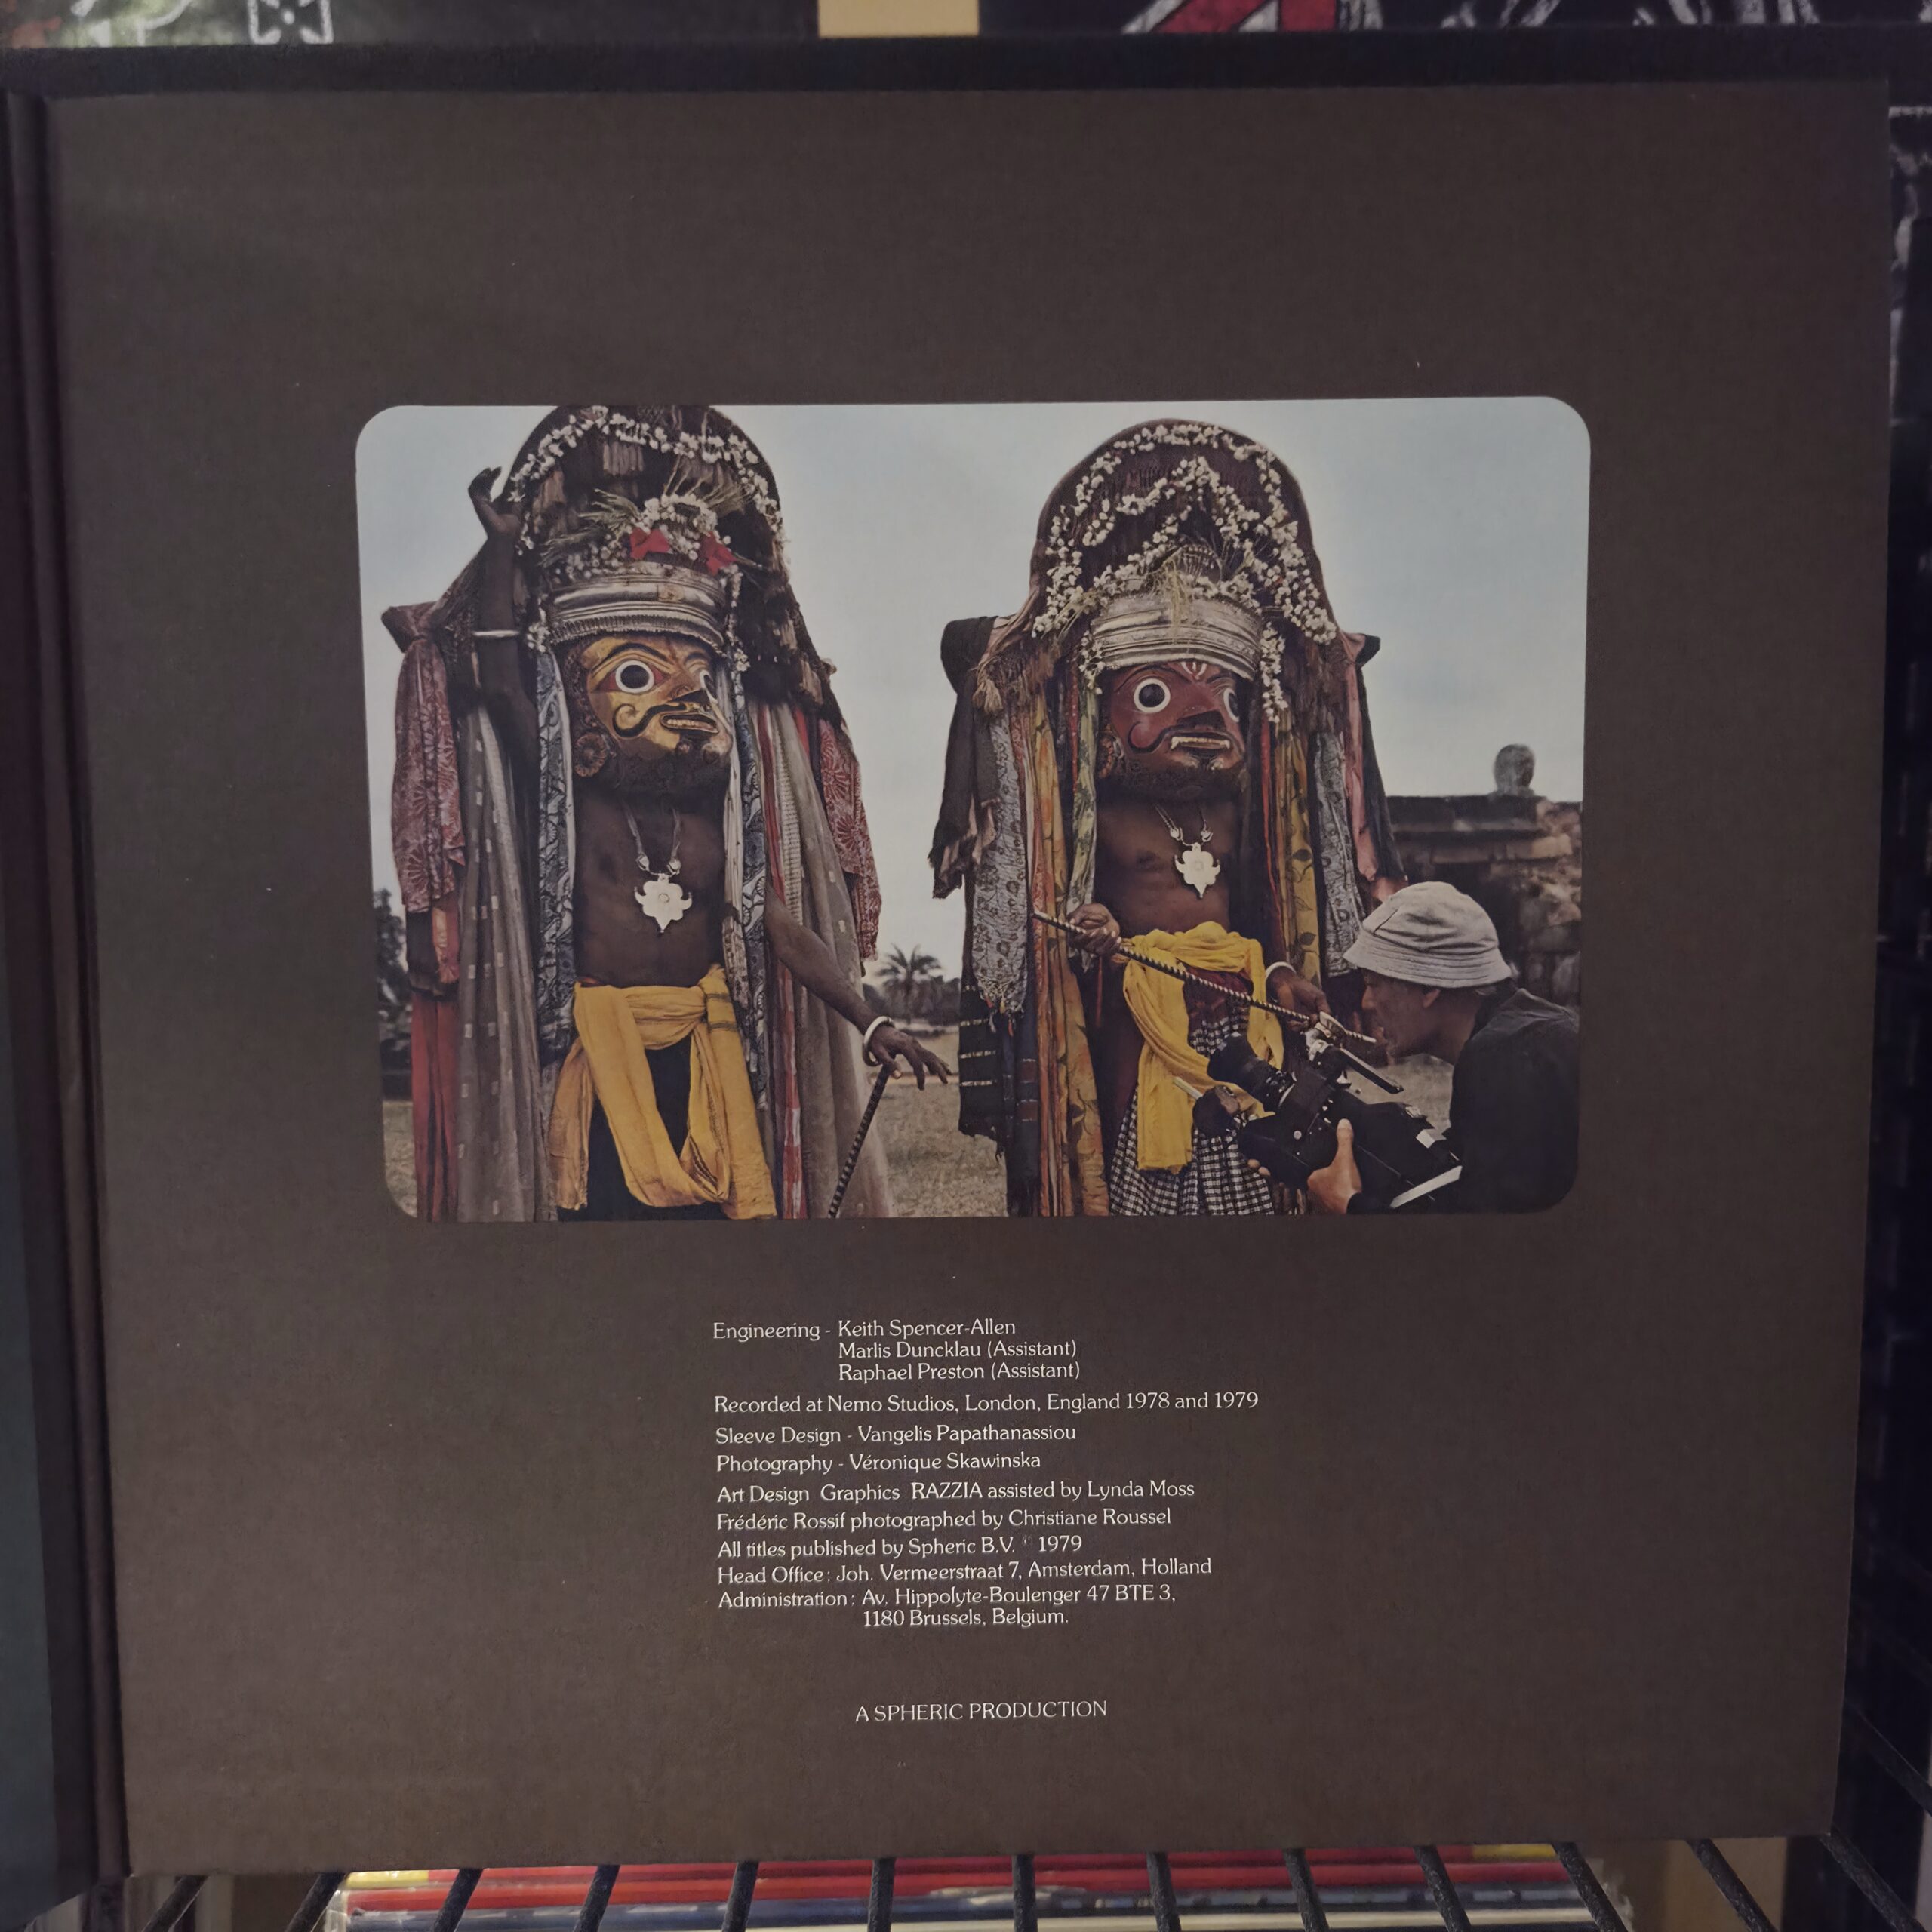 Engineering - Keith Spencer-Allen
Marlis Duncklau (Assistant)
Raphael Preston (Assistant)
Recorded at Nemo Studios, London, England 1978 and 1979
Sleeve Design - Vangelis Papathanassiou
Photography - Véronique Skawinska
Art Design Graphics RAZZIA assisted by Lynda Moss
Frédéric Rossif photographed by Christiane Roussel
All titles published by Spheric B.V. © 1979
Head Office: Joh. Vermeerstraat 7, Amsterdam, Holland
Administration: Av. Hippolyte-Boulenger 47 BTE 3,
1180 Brussels, Belgium.
A SPHERIC PRODUCTION